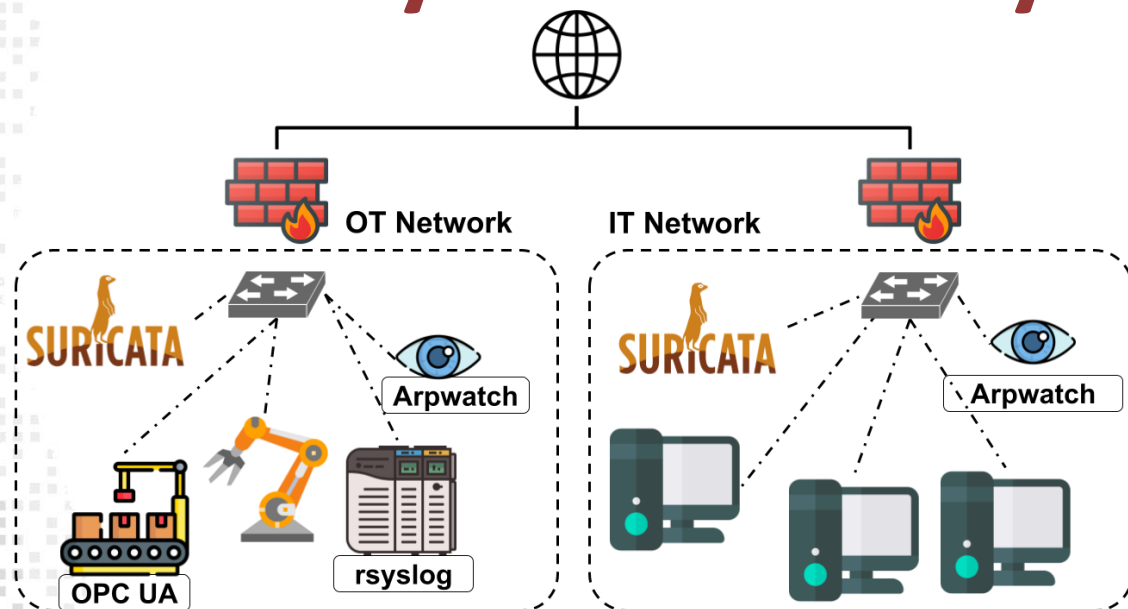 OT Network
IT Network
SURICATA
SURICATA
Arpwatch
Arpwatch
rsyslog
OPC UA